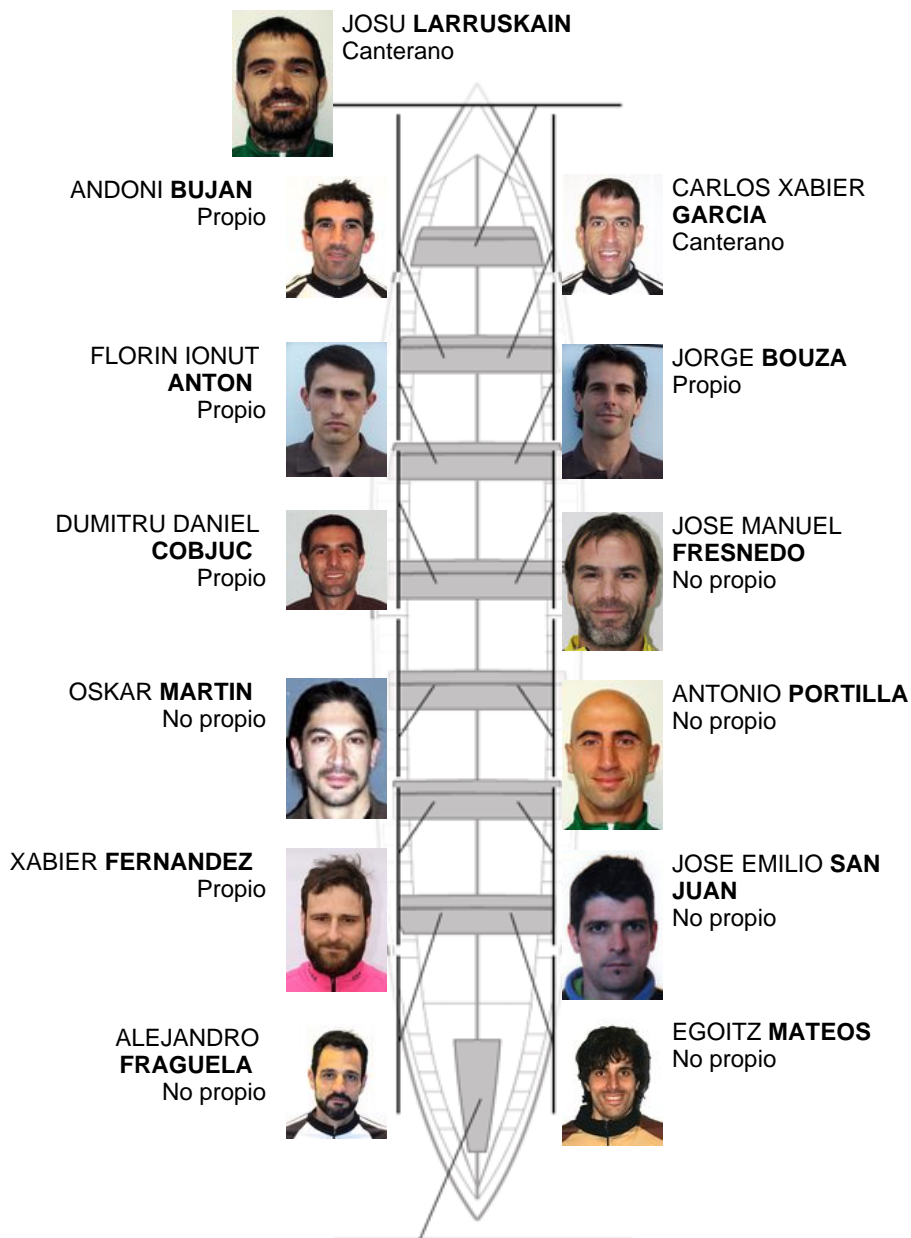 JOSU LARRUSKAIN
Canterano
ANDONI BUJAN
Propio
CARLOS XABIER
GARCIA
Canterano
FLORIN IONUT
ANTON
Propio
JORGE BOUZA
Propio
DUMITRU DANIEL
COBJUC
Propio
JOSE MANUEL
FRESNEDO
No propio
OSKAR MARTIN
No propio
ANTONIO PORTILLA
No propio
XABIER FERNANDEZ
Propio
JOSE EMILIO SAN
JUAN
No propio
ALEJANDRO
FRAGUELA
No propio
EGOITZ MATEOS
No propio